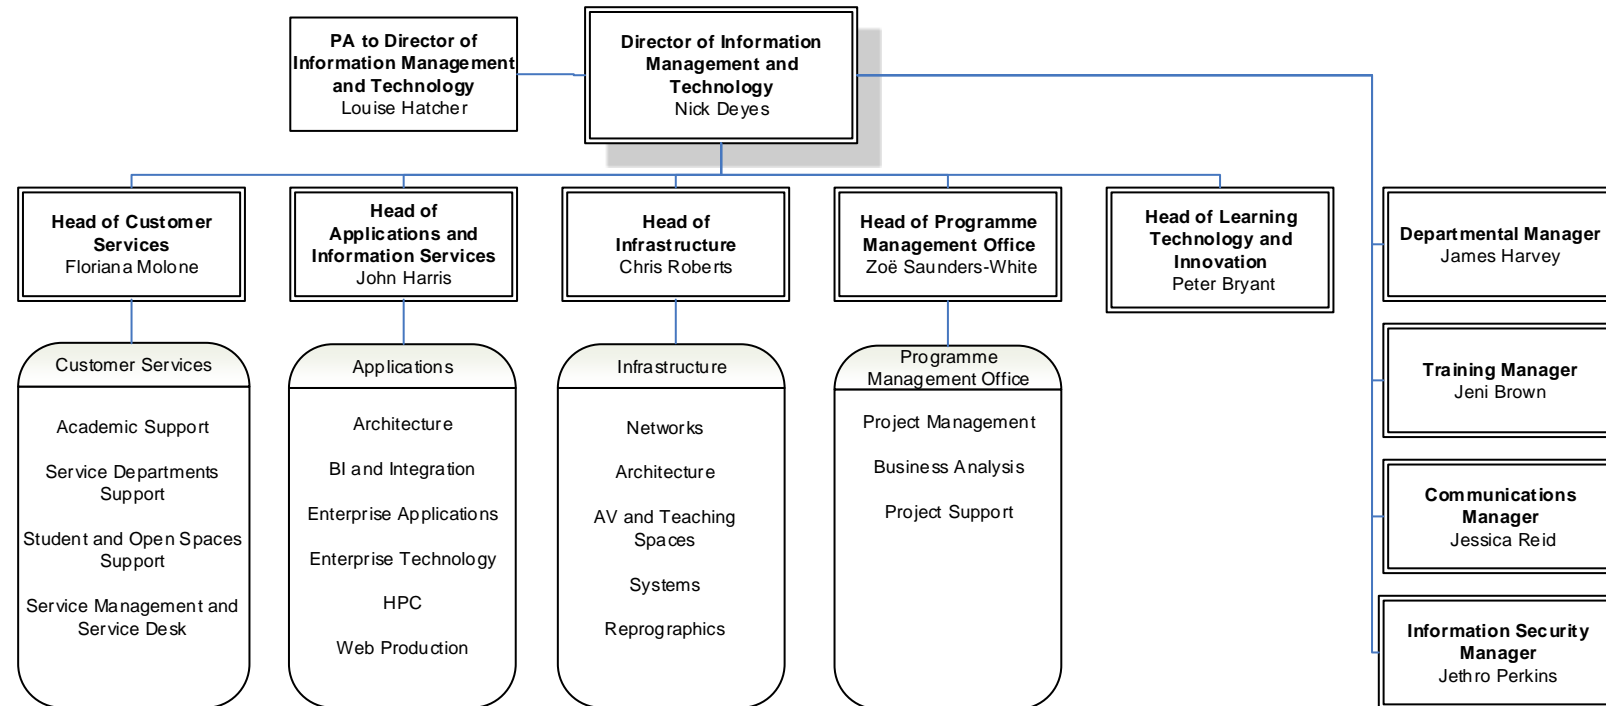 PA to Director of
Information Management
and Technology
Louise Hatcher
Director of Information
Management and
Technology
Nick Deyes
Head of Customer
Services
Floriana Molone
Head of
Applications and
Information Services
John Harris
Head of
Infrastructure
Chris Roberts
Head of Programme
Management Office
Zoë Saunders-White
Head of Learning
Technology and
Innovation
Peter Bryant
Departmental Manager
James Harvey
Training Manager
Jeni Brown
Communications
Manager
Jessica Reid
Information Security
Manager
Jethro Perkins
Customer Services
Academic Support
Service Departments
Support
Student and Open Spaces
Support
Service Management and
Service Desk
Applications
Architecture
BI and Integration
Enterprise Applications
Enterprise Technology
HPC
Web Production
Infrastructure
Networks
Architecture
AV and Teaching
Spaces
Systems
Reprographics
Programme
Management Office
Project Management
Business Analysis
Project Support